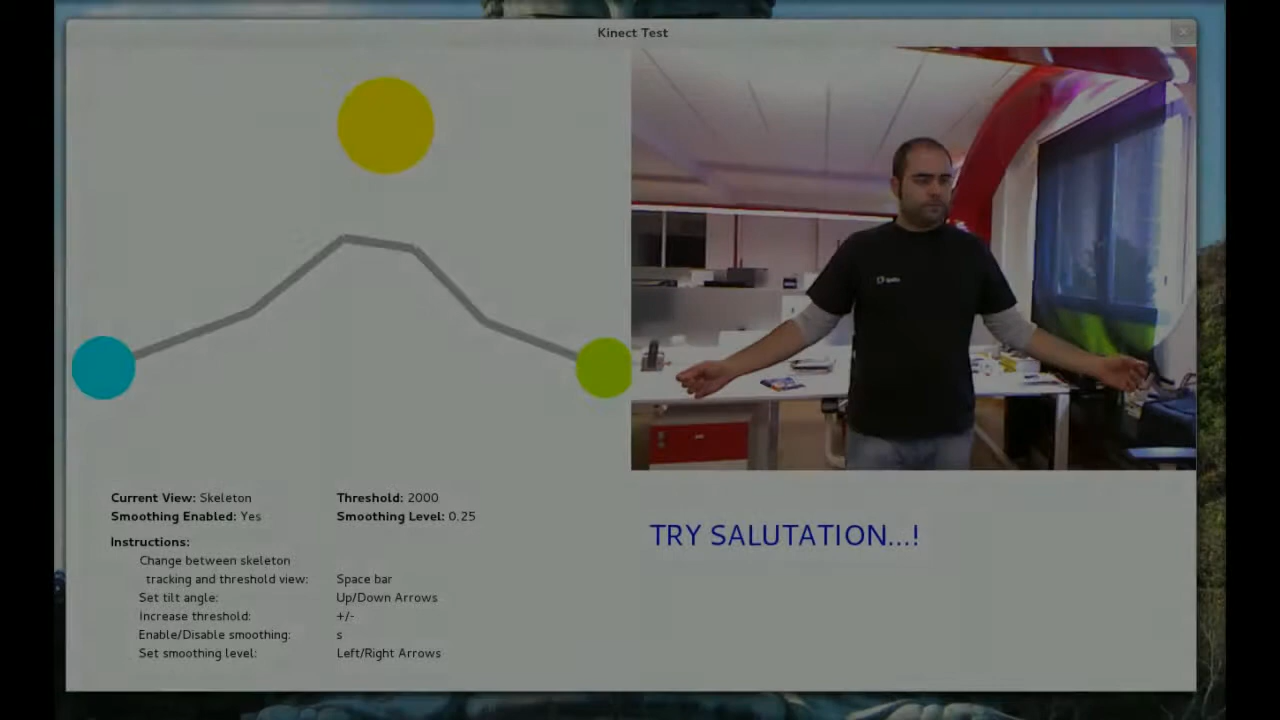 Kinect Test
Current View: Skeleton
Threshold: 2000
Smoothing Enabled: Yes
Smoothing Level: 0.25
Instructions:
Change between skeleton
tracking and threshold view: Space bar
Set tilt angle: Up/Down Arrows
Increase threshold: +/-
Enable/Disable smoothing: s
Set smoothing level: Left/Right Arrows
TRY SALUTATION...!